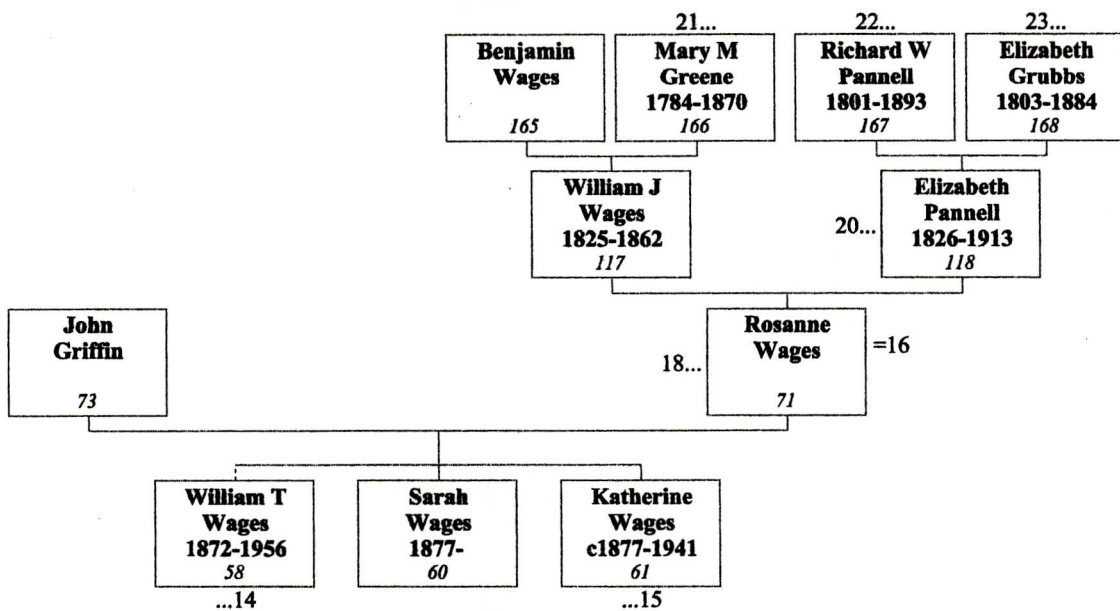 21...
22...
23...
Benjamin
Wages
165
Mary M
Greene
1784-1870
166
Richard W
Pannell
1801-1893
167
Elizabeth
Grubbs
1803-1884
168
William J
Wages
1825-1862
117
20...
Elizabeth
Pannell
1826-1913
118
John
Griffin
73
18...
Rosanne
Wages
71
=16
William T
Wages
1872-1956
58
...14
Sarah
Wages
1877-
60
Katherine
Wages
c1877-1941
61
...15